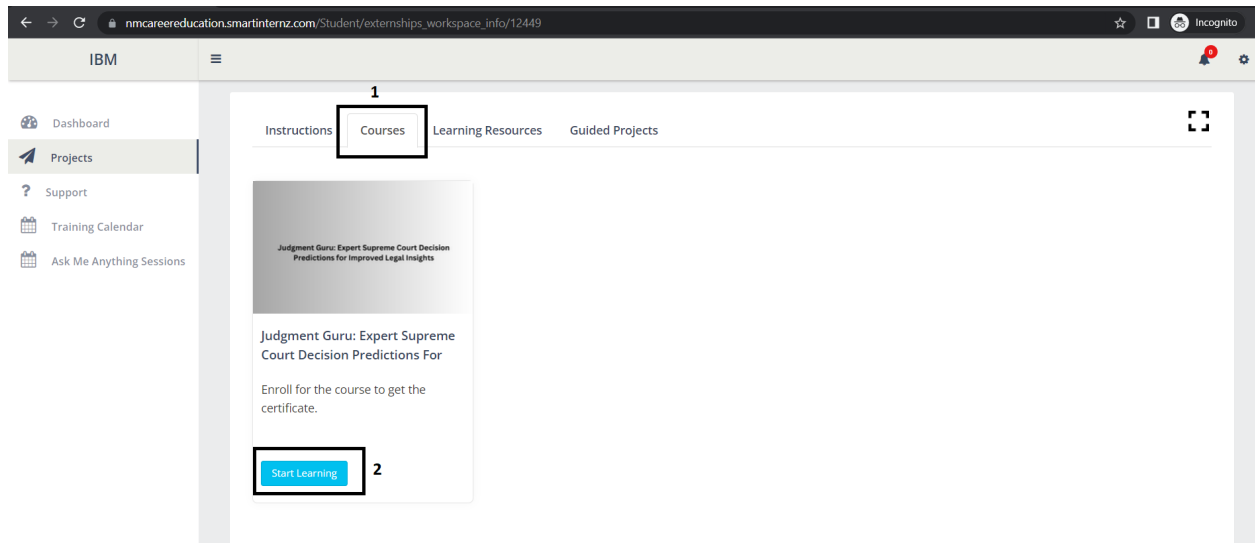 nmcareereducation.smartinternz.com/Student/externships_workspace_info/12449
Incognito
IBM
0
1
Dashboard
Projects
Support
Training Calendar
Ask Me Anything Sessions
Instructions
Courses
Learning Resources
Guided Projects
Judgment Guru: Expert Supreme Court Decision
Predictions for Improved Legal Insights
Judgment Guru: Expert Supreme
Court Decision Predictions For
Enroll for the course to get the
certificate.
Start Learning
2